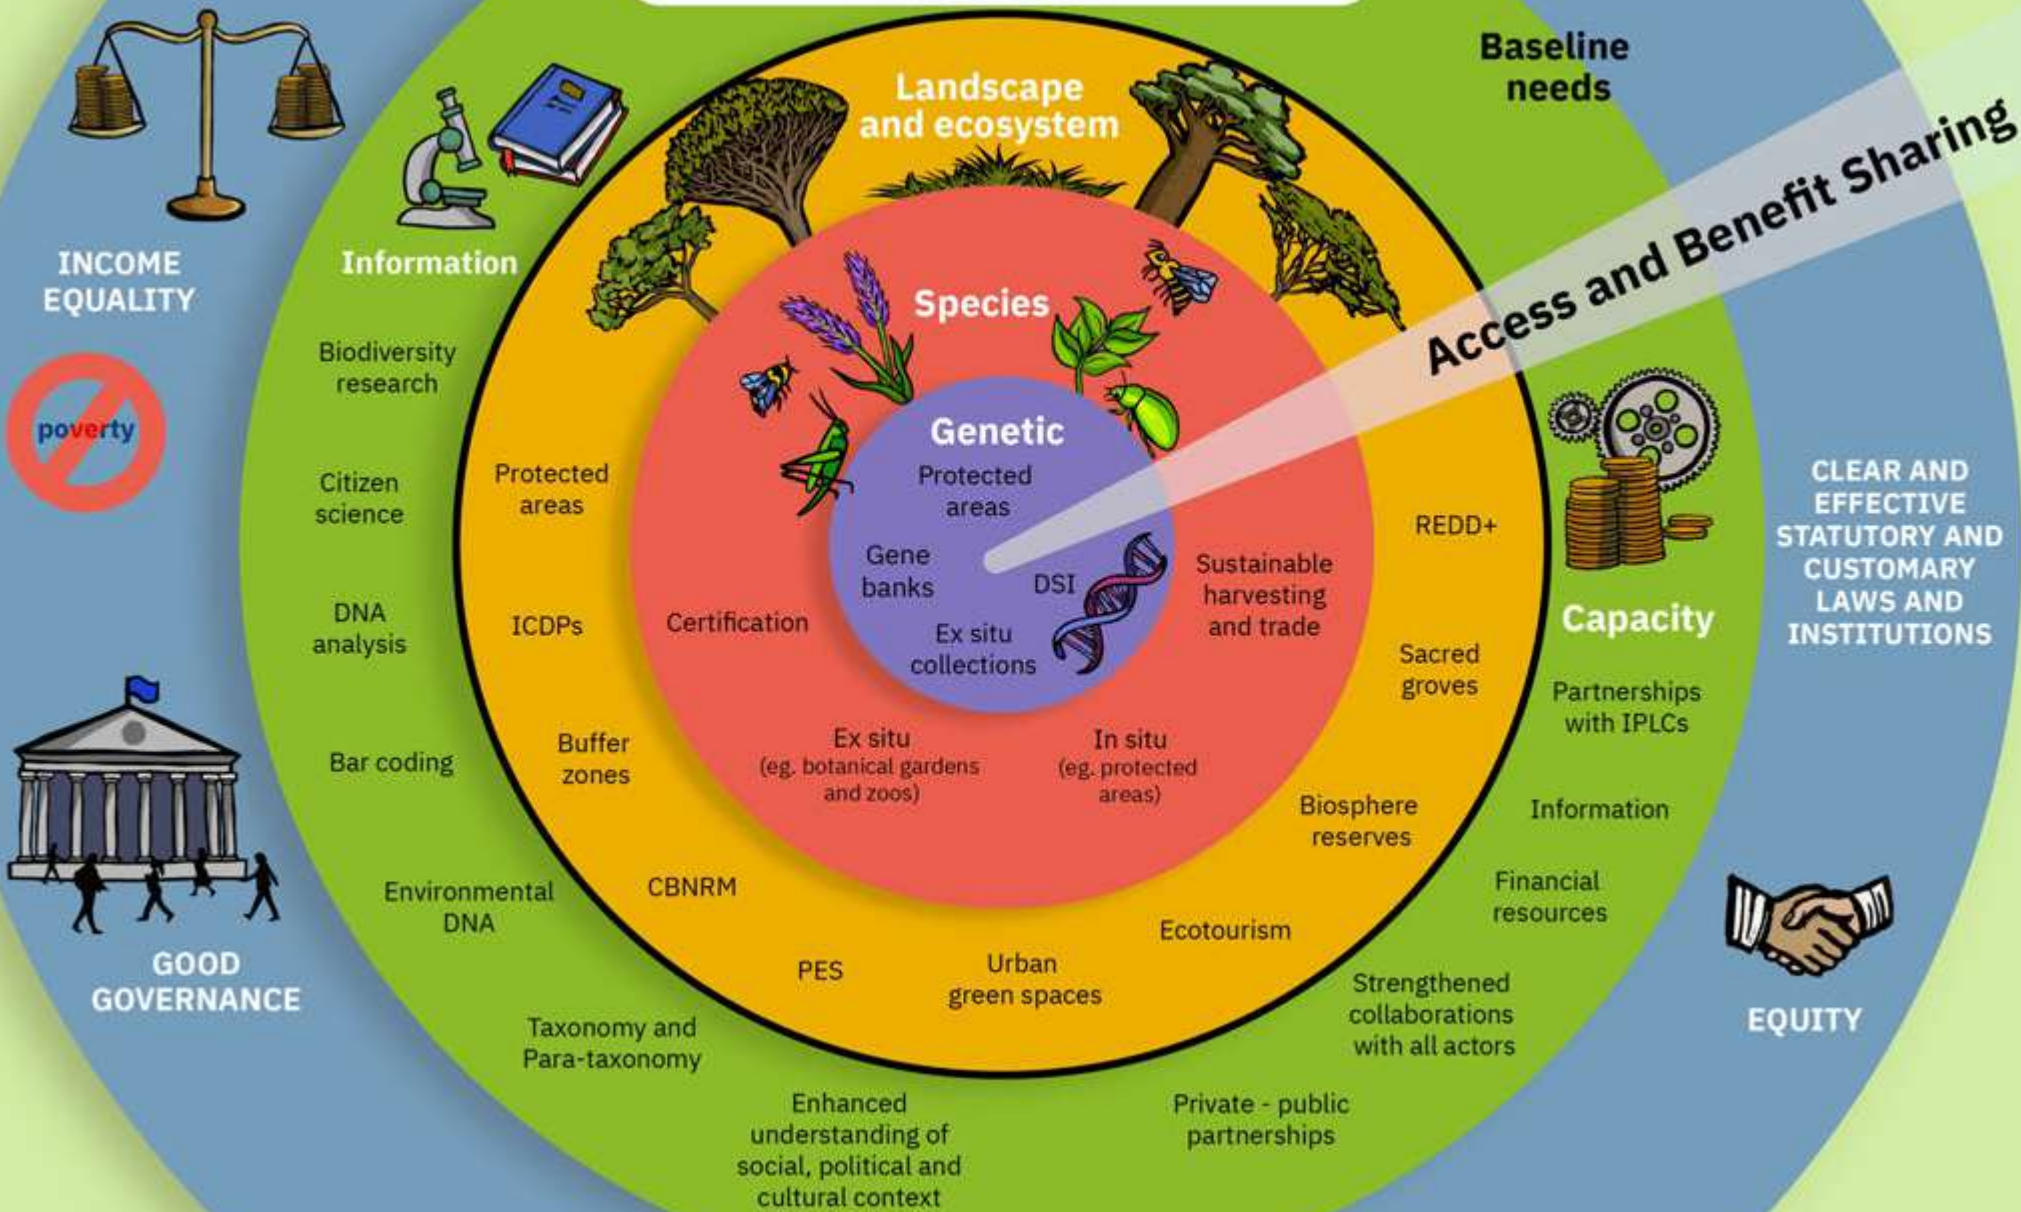 Baseline
needs
Access and Benefit Sharing
Landscape
and ecosystem
INCOME
EQUALITY
poverty
GOOD
GOVERNANCE
Information
Biodiversity
research
Citizen
science
DNA
analysis
Bar coding
Environmental
DNA
Taxonomy and
Para-taxonomy
Enhanced
understanding of
social, political and
cultural context
Protected
areas
ICDPs
Buffer
zones
CBNRM
PES
Urban
green spaces
Ecotourism
Biosphere
reserves
Sacred
groves
REDD+
Species
Certification
Ex situ
(eg. botanical gardens
and zoos)
In situ
(eg. protected
areas)
Sustainable
harvesting
and trade
Genetic
Protected
areas
Gene
banks
DSI
Ex situ
collections
Capacity
Partnerships
with IPLCs
Information
Financial
resources
Strengthened
collaborations
with all actors
Private - public
partnerships
CLEAR AND
EFFECTIVE
STATUTORY AND
CUSTOMARY
LAWS AND
INSTITUTIONS
EQUITY